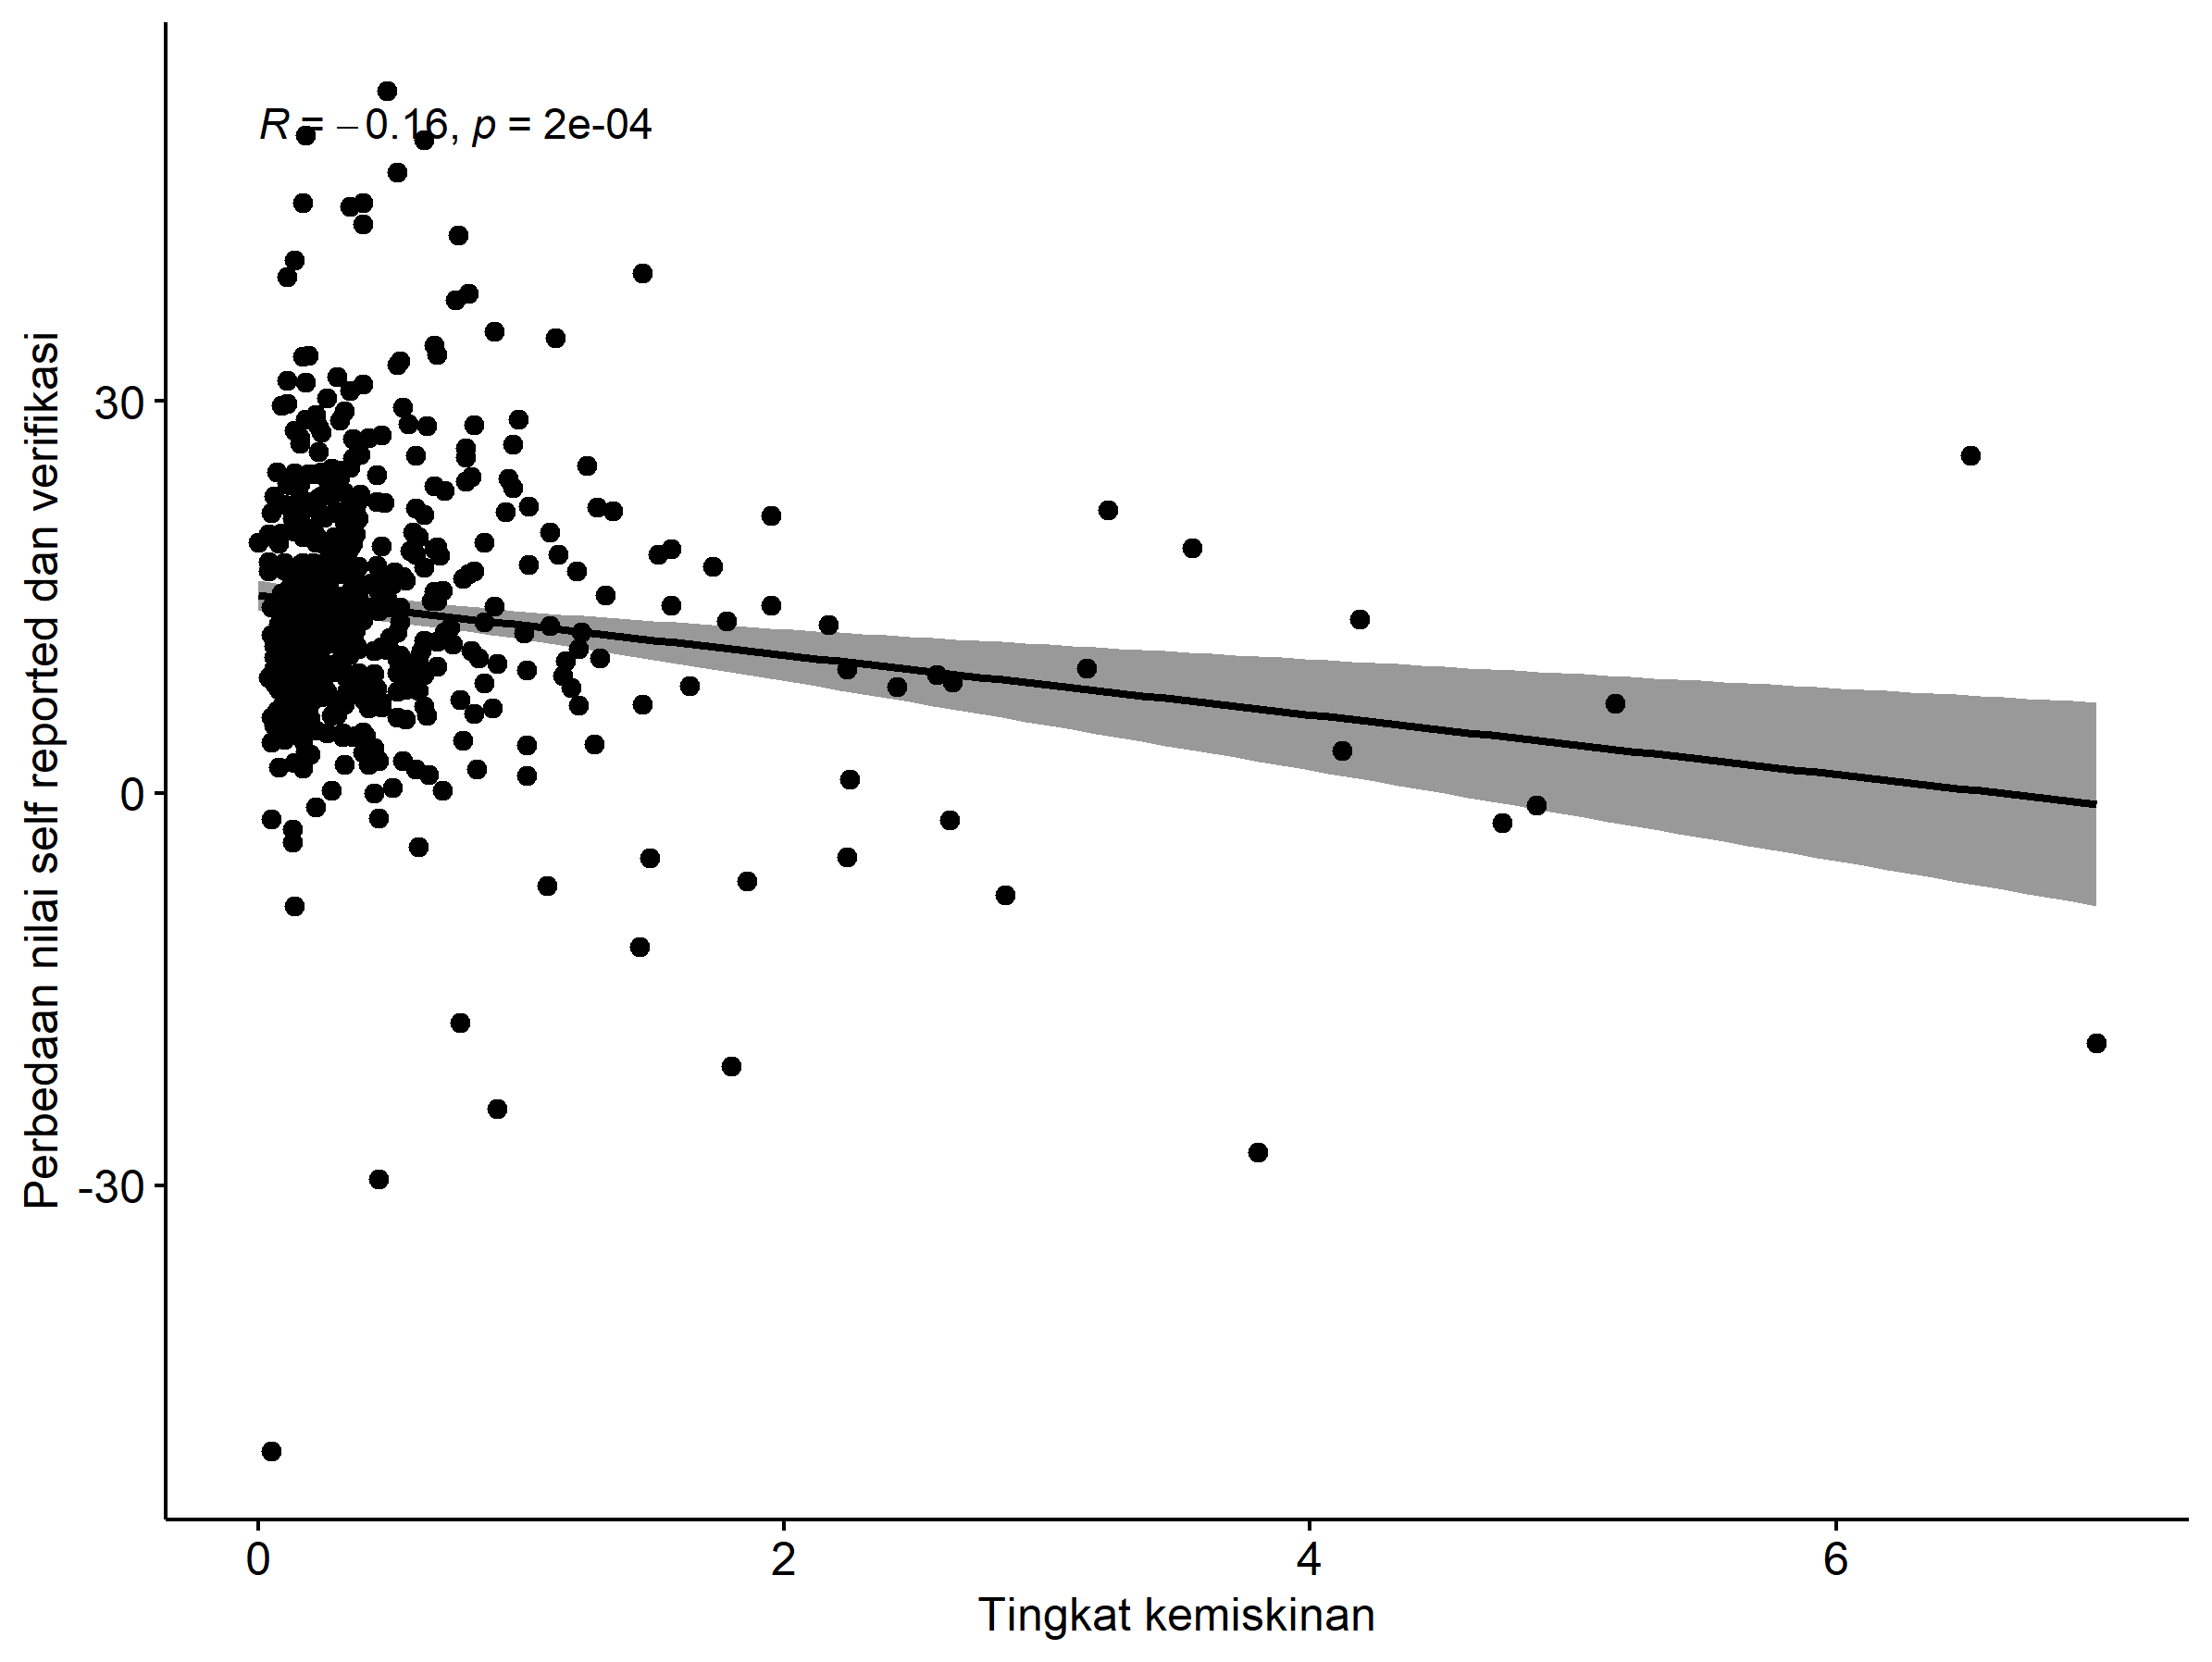 R = −0.16, p = 2e-04
Perbedaan nilai self reported dan verifikasi
30
0
-30
0 2 4 6
Tingkat kemiskinan